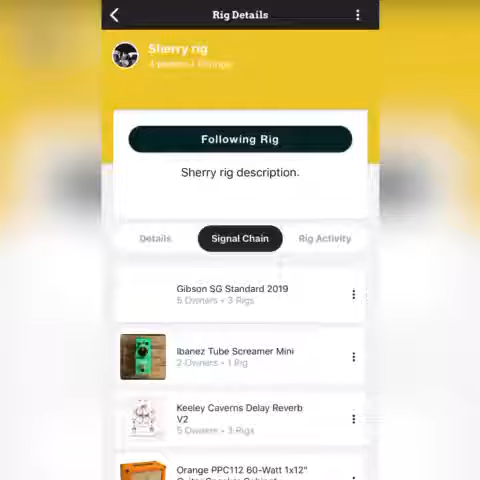 Rig Details
Sherry rig
Following Rig
Sherry rig description.
Details
Signal Chain
Rig Activity
Gibson SG Standard 2019
5 Owners • 3 Rigs
Ibanez Tube Screamer Mini
2 Owners • 1 Rig
Keeley Caverns Delay Reverb
V2
5 Owners • 3 Rigs
Orange PPC112 60-Watt 1x12"